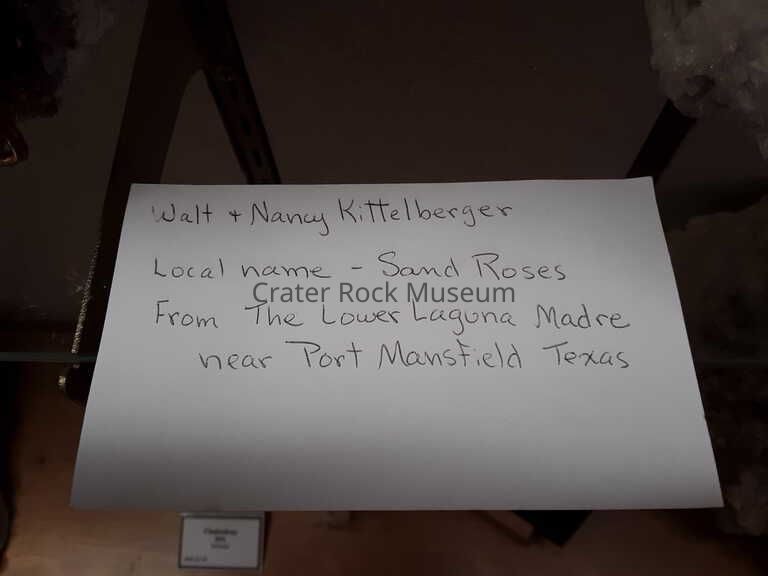 Walt + Nancy Kittelberger
Local name - Sand Roses
Crater Rock Museum
From The Lower Laguna Madre
near Port Mansfield Texas